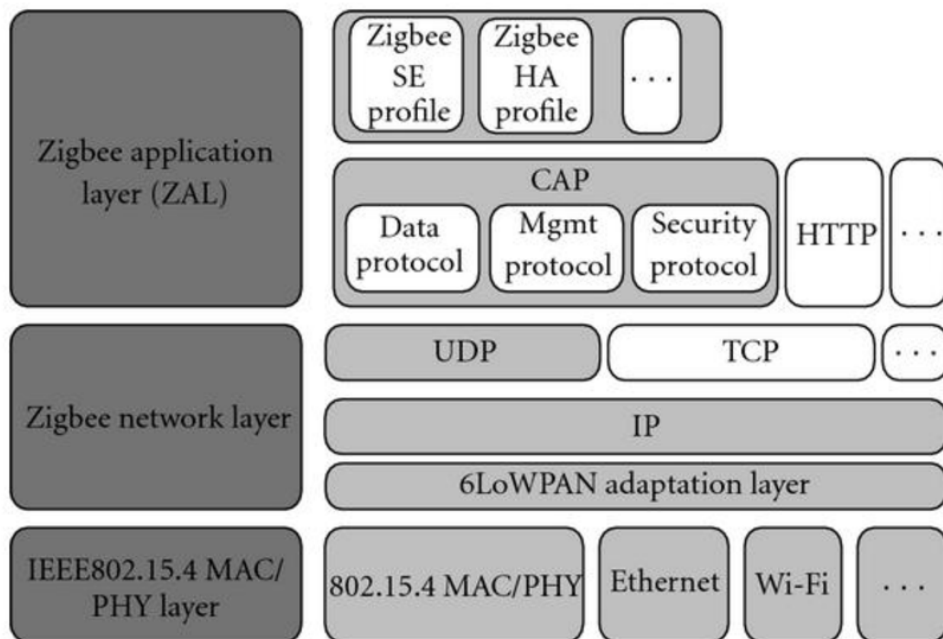 Zigbee application
layer (ZAL)
Zigbee
SE
profile
Zigbee
HA
profile
...
CAP
Data
protocol
Mgmt
protocol
Security
protocol
HTTP
...
Zigbee network layer
UDP
TCP
...
IP
6LoWPAN adaptation layer
IEEE802.15.4 MAC/
PHY layer
802.15.4 MAC/PHY
Ethernet
Wi-Fi
...